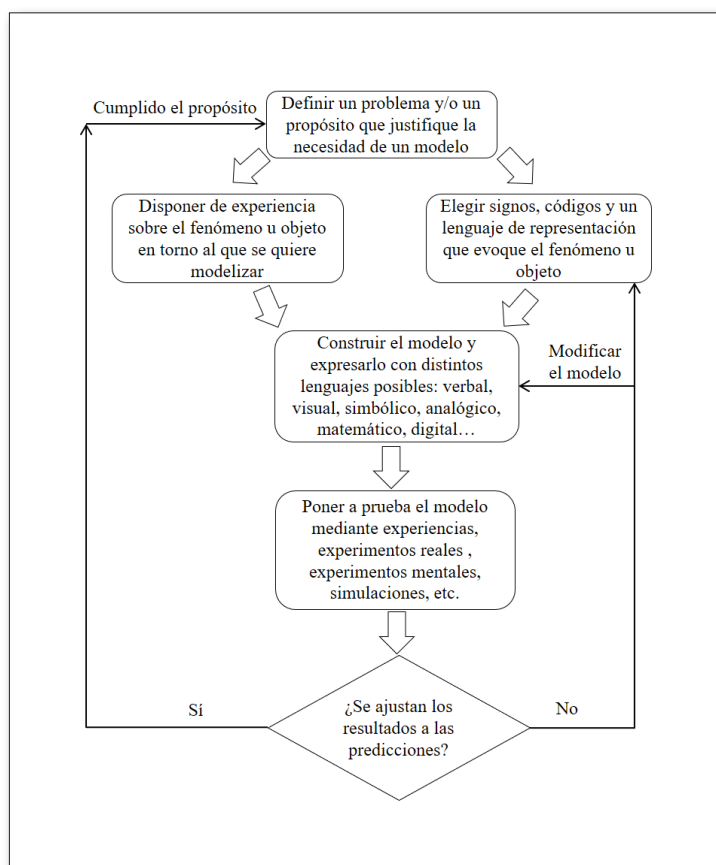 Cumplido el propósito
Definir un problema y/o un
propósito que justifique la
necesidad de un modelo
Disponer de experiencia
sobre el fenómeno u objeto
en torno al que se quiere
modelizar
Elegir signos, códigos y un
lenguaje de representación
que evoque el fenómeno u
objeto
Construir el modelo y
expresarlo con distintos
lenguajes posibles: verbal,
visual, simbólico, analógico,
matemático, digital…
Modificar
el modelo
Poner a prueba el modelo
mediante experiencias,
experimentos reales ,
experimentos mentales,
simulaciones, etc.
Sí
¿Se ajustan los
resultados a las
predicciones?
No